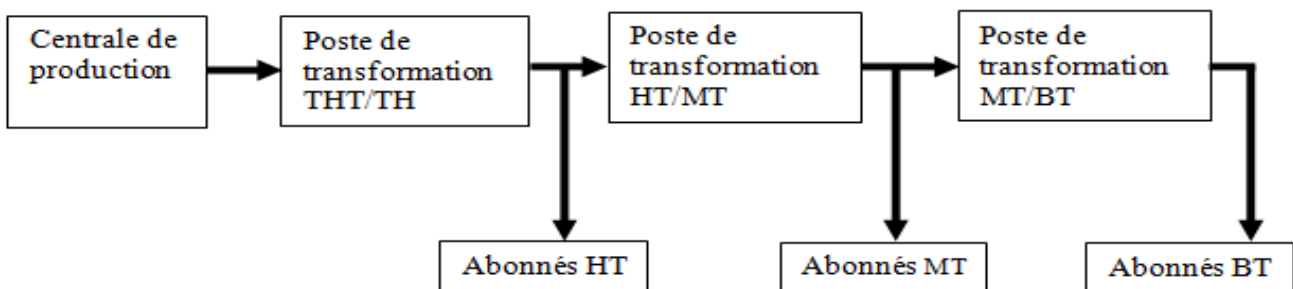 Centrale de
production
Poste de
transformation
THT/TH
Poste de
transformation
HT/MT
Poste de
transformation
MT/BT
Abonnés HT
Abonnés MT
Abonnés BT